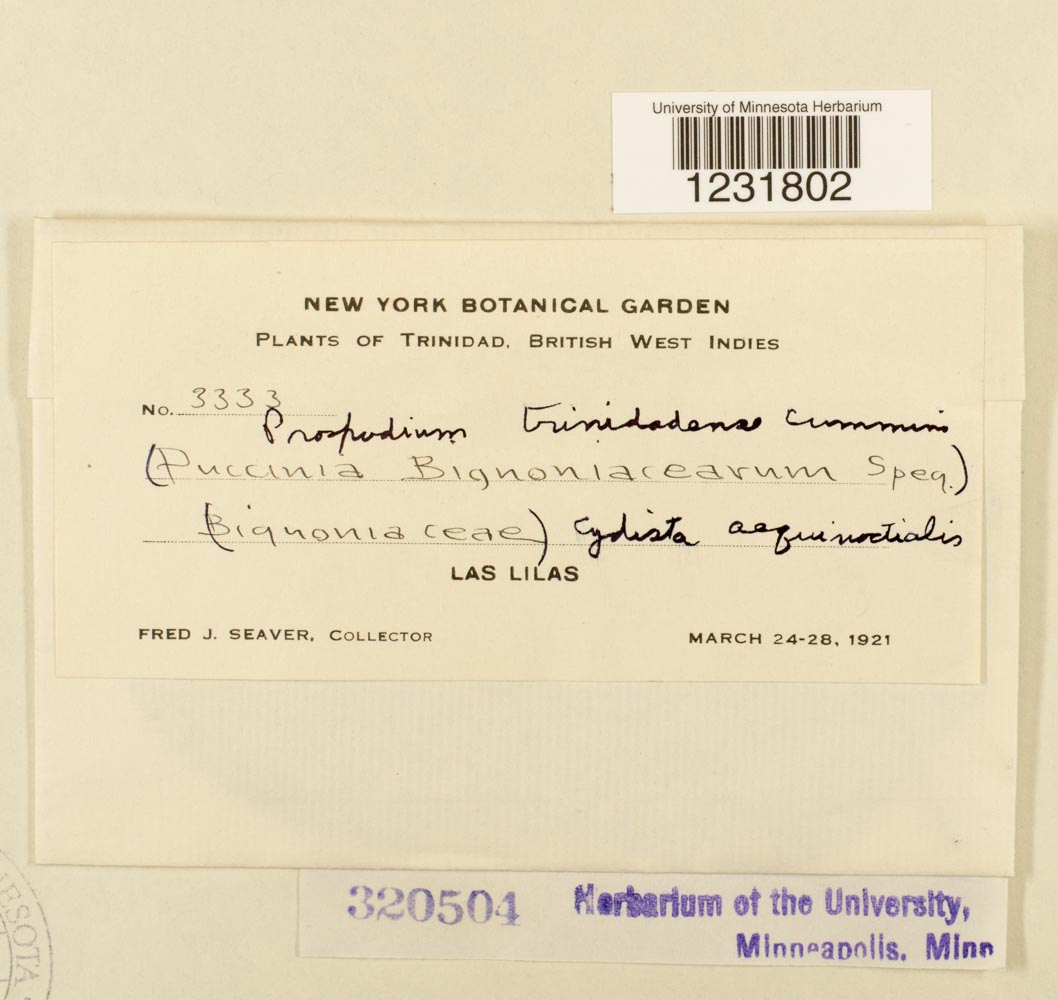 University of Minnesota Herbarium
1231802
NEW YORK BOTANICAL GARDEN
PLANTS OF TRINIDAD, BRITISH WEST INDIES
No. 3333
Prospodium trinidadense Cummins
(Puccinia Bignoniacearum Speg.)
(Bignoniaceae) Cydista aequinoctialis
LAS LILAS
FRED J. SEAVER, COLLECTOR
MARCH 24-28, 1921
320504
Herbarium of the University,
Minneapolis, Minn
ESOTA